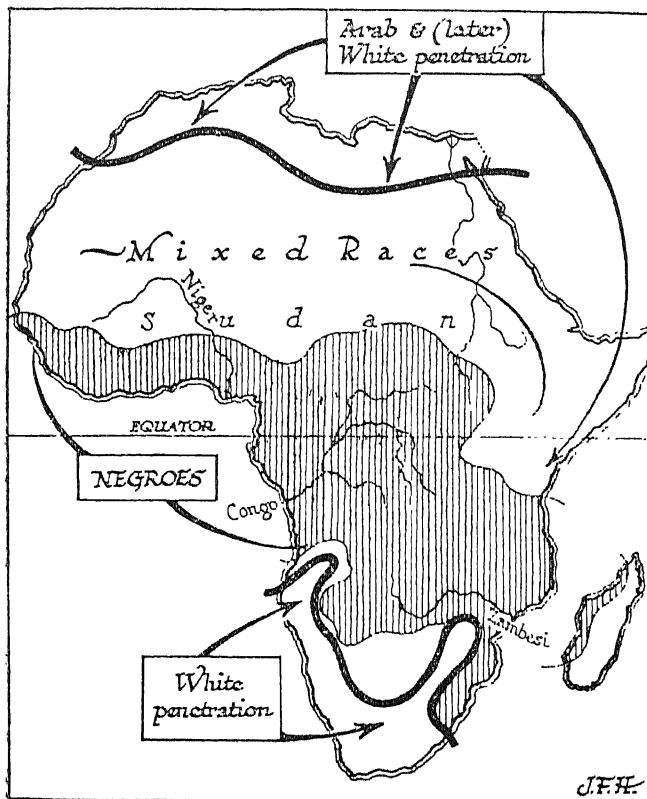 Arab & (later)
White penetration
Mixed Races
Niger
Sudan
EQUATOR
NEGROES
Congo
Zambesi
White
penetration
J.F.H.